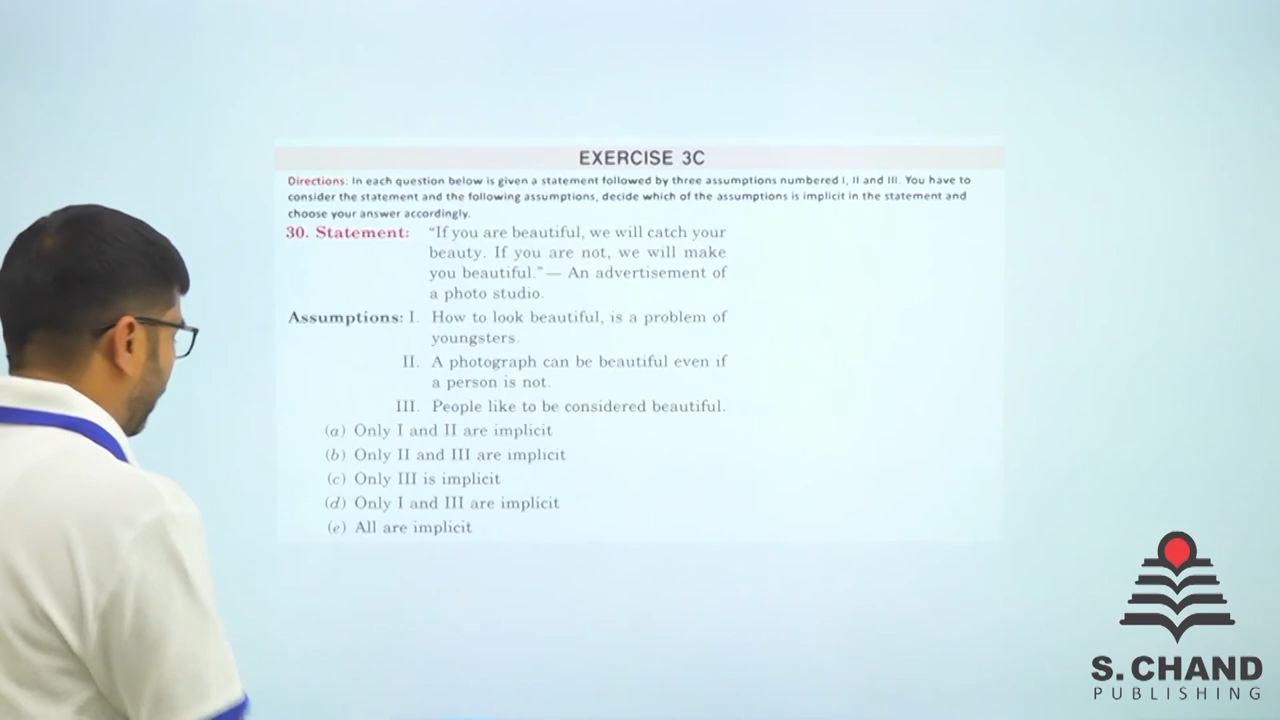 EXERCISE 3C
Directions: In each question below is given a statement followed by three assumptions numbered I, II and III. You have to
consider the statement and the following assumptions, decide which of the assumptions is implicit in the statement and
choose your answer accordingly.
30. Statement: "If you are beautiful, we will catch your
beauty. If you are not, we will make
you beautiful."— An advertisement of
a photo studio.
Assumptions: I. How to look beautiful, is a problem of
youngsters.
II. A photograph can be beautiful even if
a person is not.
III. People like to be considered beautiful.
(a) Only I and II are implicit
(b) Only II and III are implicit
(c) Only III is implicit
(d) Only I and III are implicit
(e) All are implicit
S. CHAND
PUBLISHING